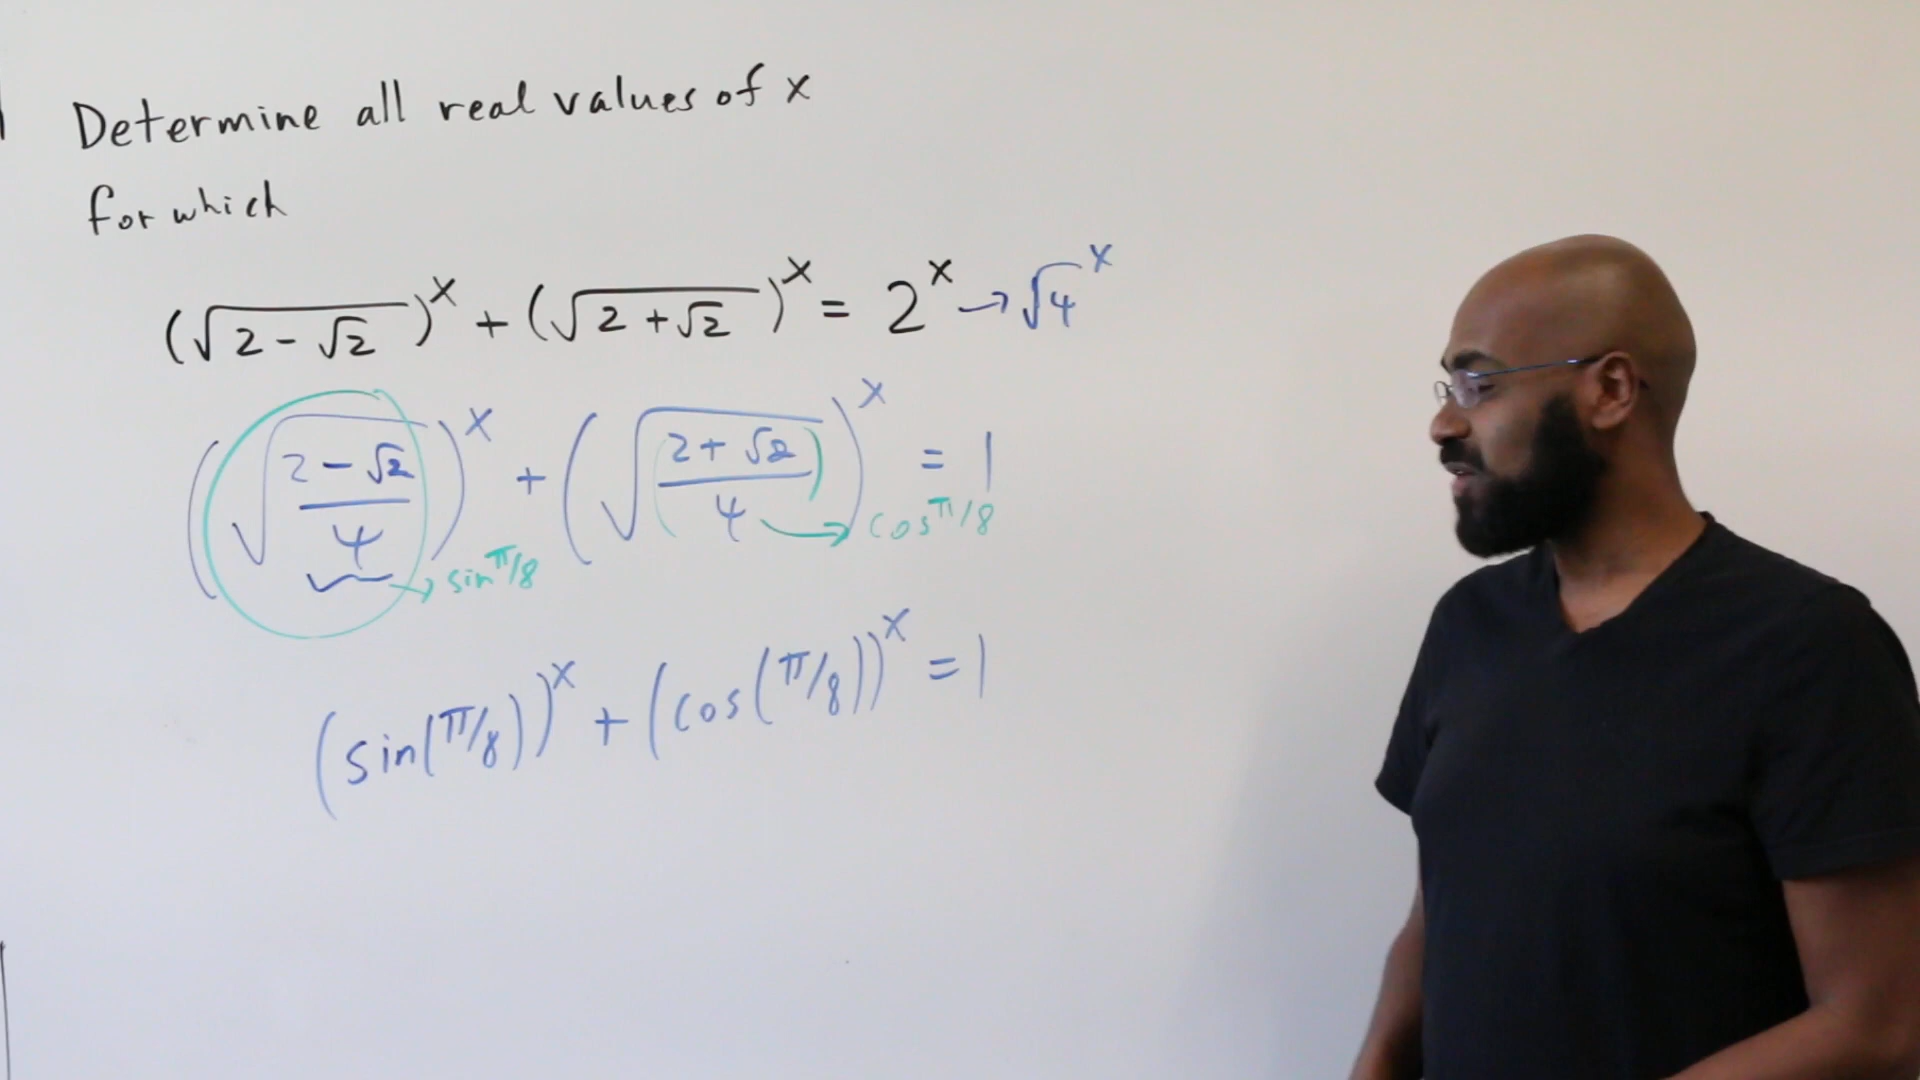 Determine all real values of x
for which
(√(2-√2))^x + (√(2+√2))^x = 2^x → √4^x
(√((2-√2)/4))^x + (√((2+√2)/4))^x = 1
→ sin π/8 → cos π/8
(sin(π/8))^x + (cos(π/8))^x = 1